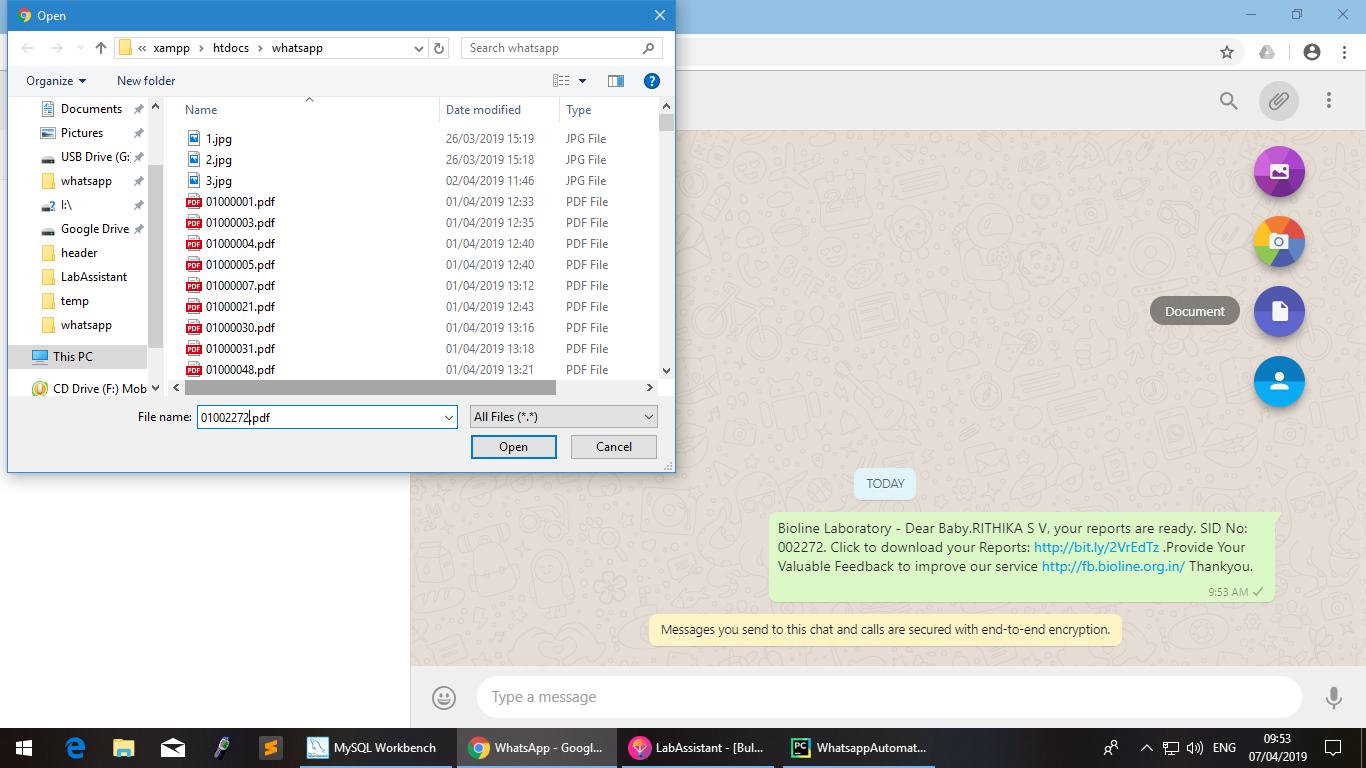 Open
xampp > htdocs > whatsapp
Search whatsapp
Organize
New folder
Name
Date modified
Type
Documents
Pictures
USB Drive (G:
whatsapp
I:\
Google Drive
header
LabAssistant
temp
whatsapp
This PC
CD Drive (F:) Mob
1.jpg 26/03/2019 15:19 JPG File
2.jpg 26/03/2019 15:18 JPG File
3.jpg 02/04/2019 11:46 JPG File
01000001.pdf 01/04/2019 12:33 PDF File
01000003.pdf 01/04/2019 12:35 PDF File
01000004.pdf 01/04/2019 12:40 PDF File
01000005.pdf 01/04/2019 12:40 PDF File
01000007.pdf 01/04/2019 13:12 PDF File
01000021.pdf 01/04/2019 12:43 PDF File
01000030.pdf 01/04/2019 13:16 PDF File
01000031.pdf 01/04/2019 13:18 PDF File
01000048.pdf 01/04/2019 13:21 PDF File
File name: 01002272.pdf
All Files (*.*)
Open
Cancel
Document
TODAY
Bioline Laboratory - Dear Baby.RITHIKA S V, your reports are ready. SID No:
002272. Click to download your Reports: http://bit.ly/2VrEdTz .Provide Your
Valuable Feedback to improve our service http://fb.bioline.org.in/ Thankyou.
9:53 AM
Messages you send to this chat and calls are secured with end-to-end encryption.
Type a message
MySQL Workbench
WhatsApp - Googl...
LabAssistant - [Bul...
WhatsappAutomat...
ENG
09:53
07/04/2019